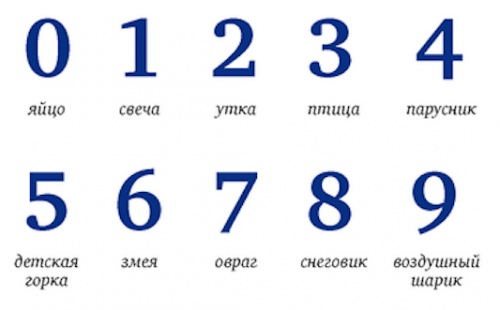 0 1 2 3 4
яйцо свеча утка птица парусник
5 6 7 8 9
детская змея овраг снеговик воздушный
горка шарик